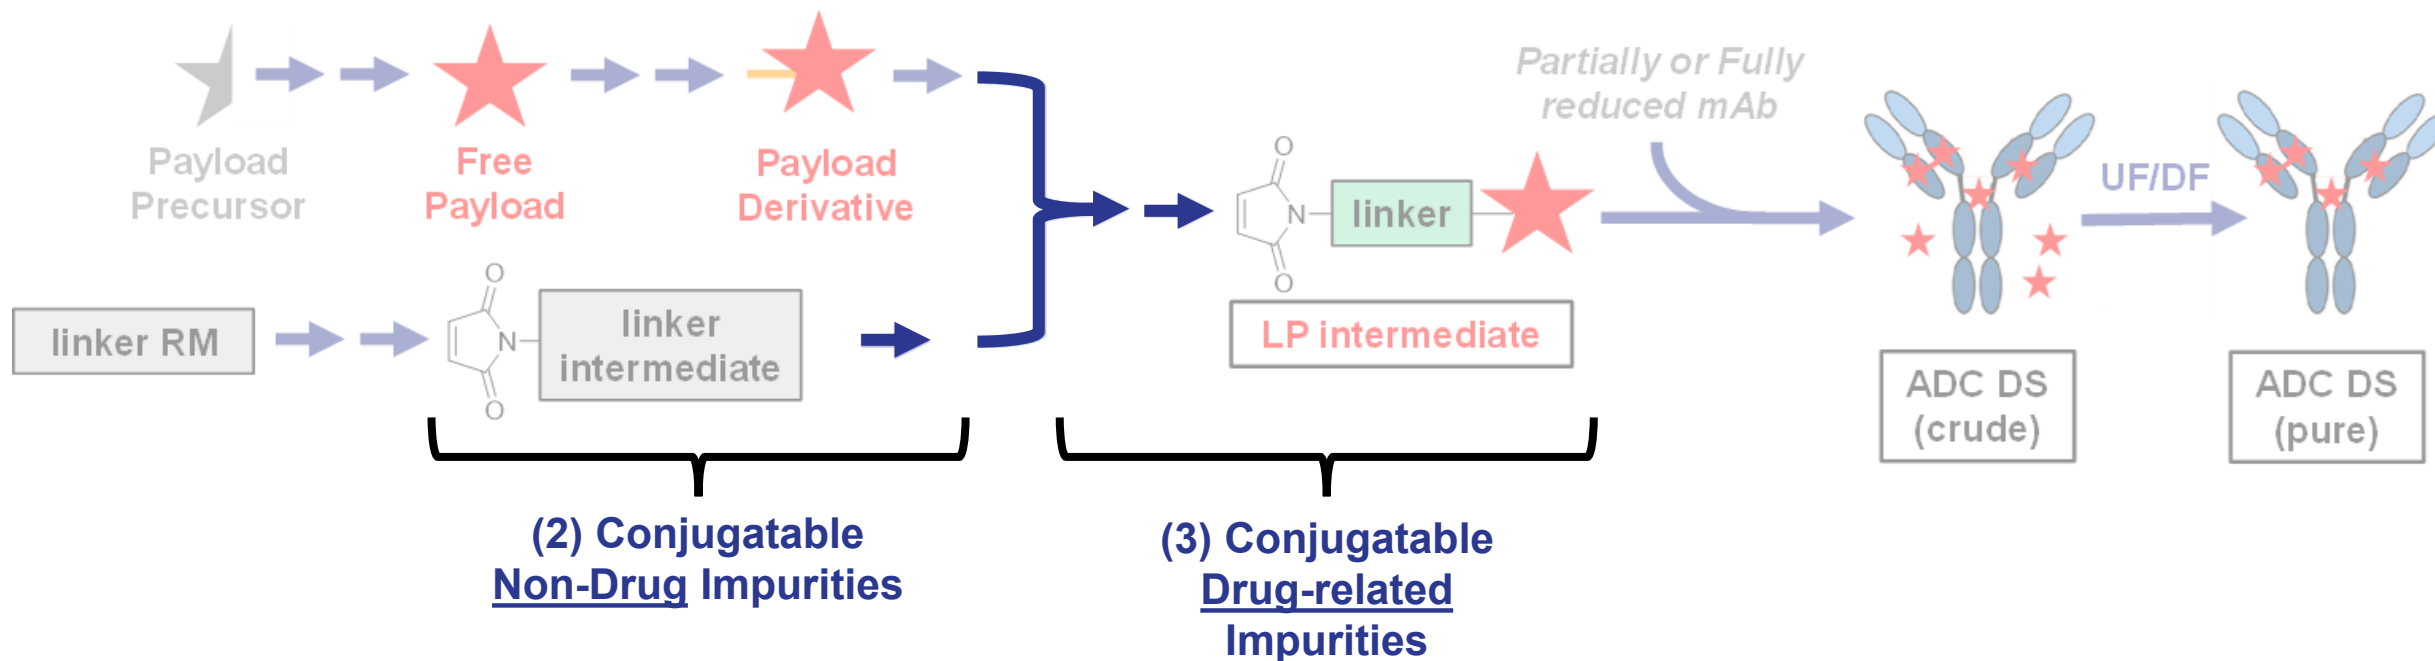 Payload
Precursor
Free
Payload
Payload
Derivative
Partially or Fully
reduced mAb
O
N
O
linker
LP intermediate
UF/DF
ADC DS
(crude)
ADC DS
(pure)
linker RM
O
N
O
linker
intermediate
(2) Conjugatable
Non-Drug Impurities
(3) Conjugatable
Drug-related
Impurities